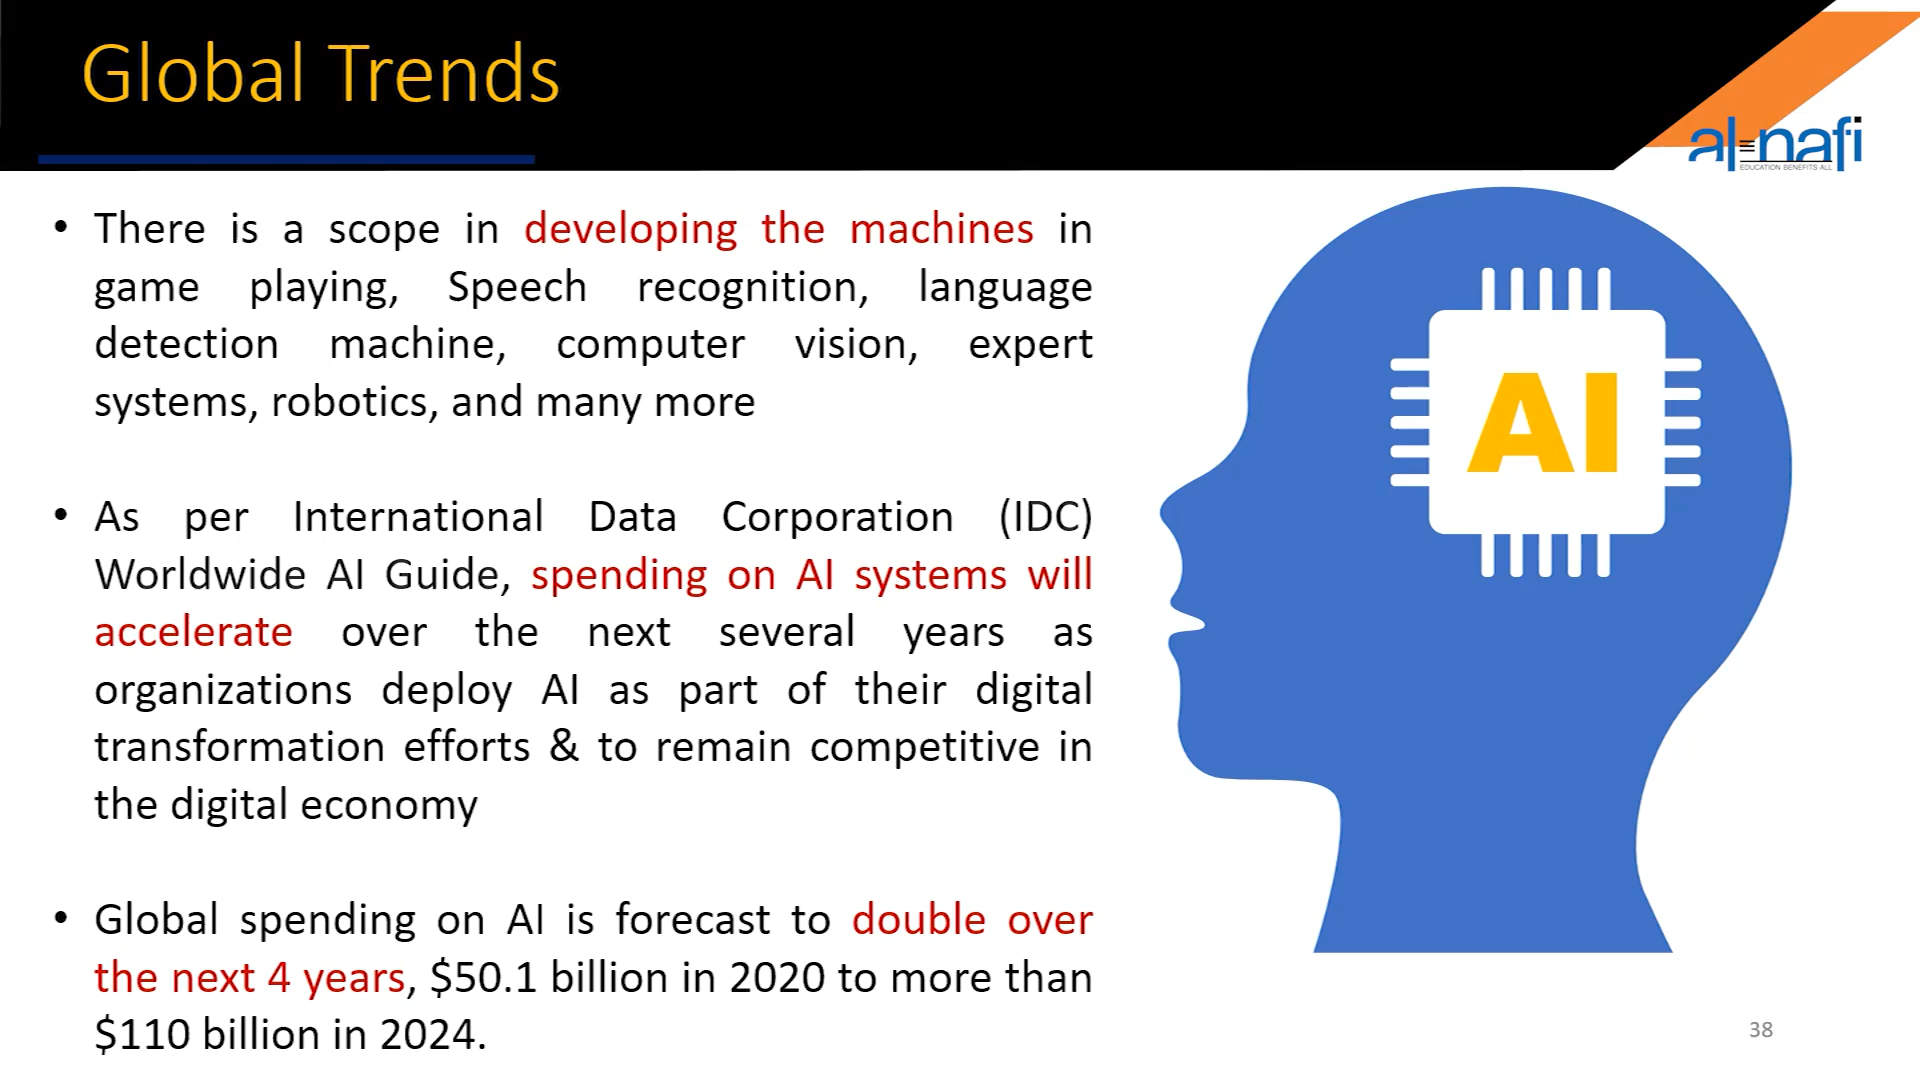 Global Trends
al-nafi
EDUCATION BENEFITS ALL
• There is a scope in developing the machines in
game playing, Speech recognition, language
detection machine, computer vision, expert
systems, robotics, and many more
• As per International Data Corporation (IDC)
Worldwide AI Guide, spending on AI systems will
accelerate over the next several years as
organizations deploy AI as part of their digital
transformation efforts & to remain competitive in
the digital economy
• Global spending on AI is forecast to double over
the next 4 years, $50.1 billion in 2020 to more than
$110 billion in 2024.
AI
38